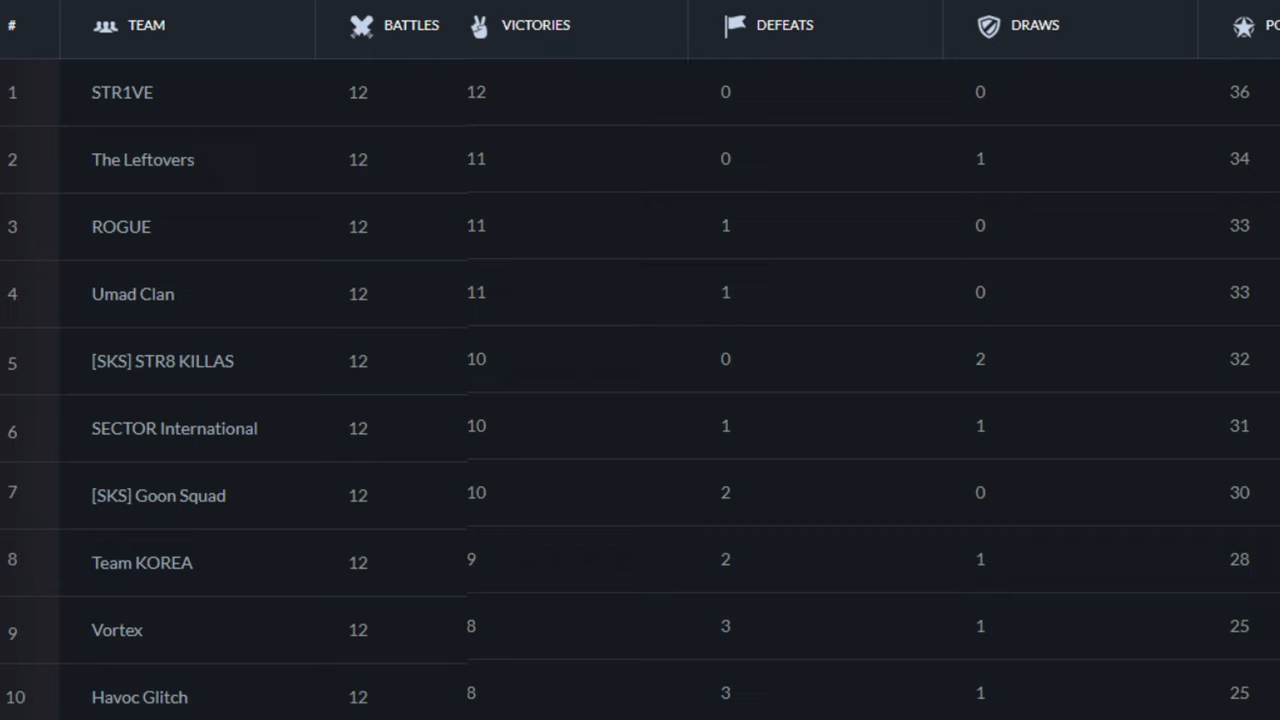 # TEAM BATTLES VICTORIES DEFEATS DRAWS PO
1 STR1VE 12 12 0 0 36
2 The Leftovers 12 11 0 1 34
3 ROGUE 12 11 1 0 33
4 Umad Clan 12 11 1 0 33
5 [SKS] STR8 KILLAS 12 10 0 2 32
6 SECTOR International 12 10 1 1 31
7 [SKS] Goon Squad 12 10 2 0 30
8 Team KOREA 12 9 2 1 28
9 Vortex 12 8 3 1 25
10 Havoc Glitch 12 8 3 1 25